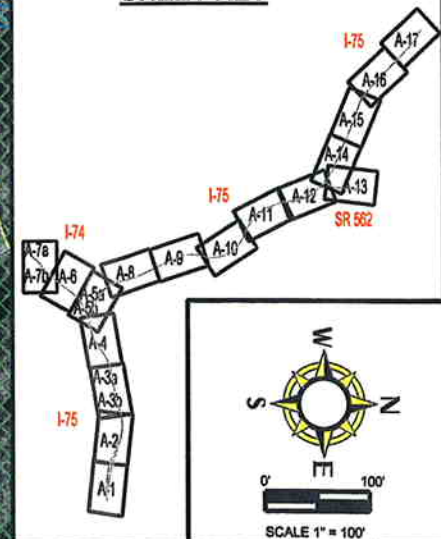 I-75
A-17
A-16
A-15
A-14
A-13
SR 562
I-75
A-12
A-11
A-10
A-9
A-8
I-74
A-7a
A-7b
A-6
A-5a
A-5b
A-4
A-3a
A-3b
I-75
A-2
A-1
W
S
N
E
0' 100'
SCALE 1" = 100'